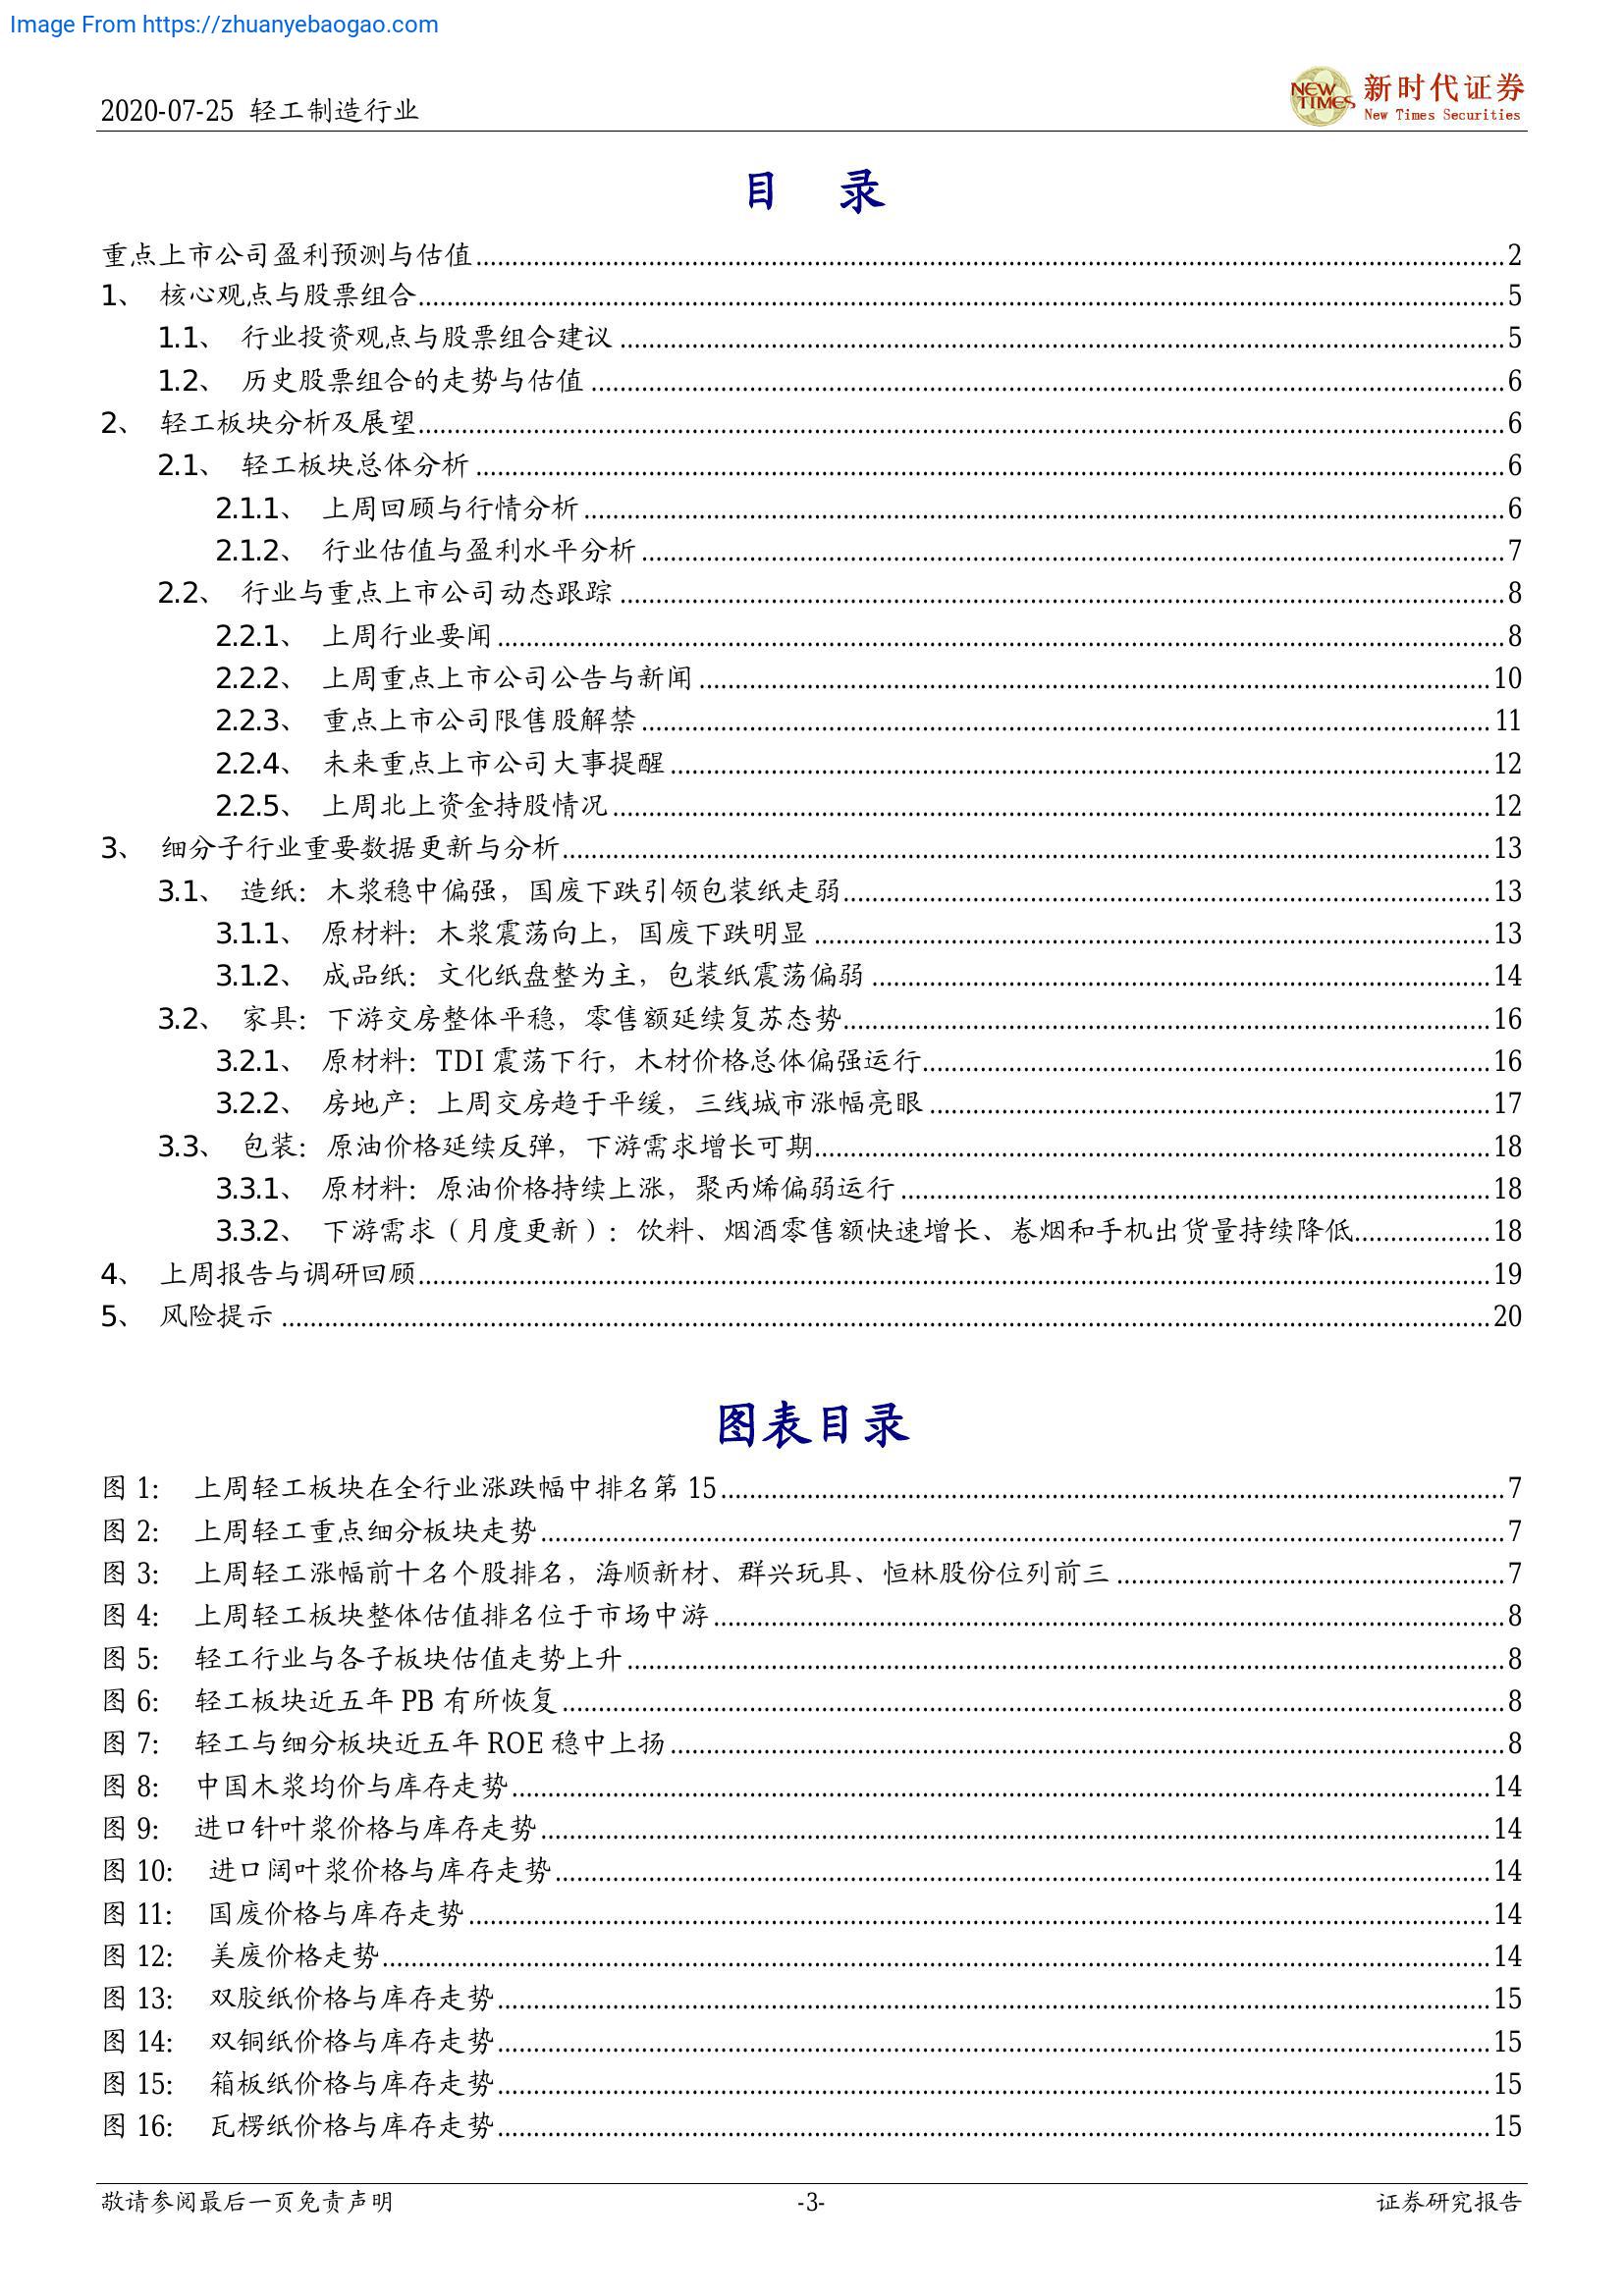 Image From https://zhuanyebaogao.com
2020-07-25 轻工制造行业
NEW TIMES 新时代证券
New Times Securities
目 录
重点上市公司盈利预测与估值........2
1、 核心观点与股票组合........5
1.1、 行业投资观点与股票组合建议........5
1.2、 历史股票组合的走势与估值........6
2、 轻工板块分析及展望........6
2.1、 轻工板块总体分析........6
2.1.1、 上周回顾与行情分析........6
2.1.2、 行业估值与盈利水平分析........7
2.2、 行业与重点上市公司动态跟踪........8
2.2.1、 上周行业要闻........8
2.2.2、 上周重点上市公司公告与新闻........10
2.2.3、 重点上市公司限售股解禁........11
2.2.4、 未来重点上市公司大事提醒........12
2.2.5、 上周北上资金持股情况........12
3、 细分子行业重要数据更新与分析........13
3.1、 造纸：木浆稳中偏强，国废下跌引领包装纸走弱........13
3.1.1、 原材料：木浆震荡向上，国废下跌明显........13
3.1.2、 成品纸：文化纸盘整为主，包装纸震荡偏弱........14
3.2、 家具：下游交房整体平稳，零售额延续复苏态势........16
3.2.1、 原材料：TDI 震荡下行，木材价格总体偏强运行........16
3.2.2、 房地产：上周交房趋于平缓，三线城市涨幅亮眼........17
3.3、 包装：原油价格延续反弹，下游需求增长可期........18
3.3.1、 原材料：原油价格持续上涨，聚丙烯偏弱运行........18
3.3.2、 下游需求（月度更新）：饮料、烟酒零售额快速增长、卷烟和手机出货量持续降低........18
4、 上周报告与调研回顾........19
5、 风险提示........20
图表目录
图 1： 上周轻工板块在全行业涨跌幅中排名第 15........7
图 2： 上周轻工重点细分板块走势........7
图 3： 上周轻工涨幅前十名个股排名，海顺新材、群兴玩具、恒林股份位列前三........7
图 4： 上周轻工板块整体估值排名位于市场中游........8
图 5： 轻工行业与各子板块估值走势上升........8
图 6： 轻工板块近五年 PB 有所恢复........8
图 7： 轻工与细分板块近五年 ROE 稳中上扬........8
图 8： 中国木浆均价与库存走势........14
图 9： 进口针叶浆价格与库存走势........14
图 10： 进口阔叶浆价格与库存走势........14
图 11： 国废价格与库存走势........14
图 12： 美废价格走势........14
图 13： 双胶纸价格与库存走势........15
图 14： 双铜纸价格与库存走势........15
图 15： 箱板纸价格与库存走势........15
图 16： 瓦楞纸价格与库存走势........15
敬请参阅最后一页免责声明 -3- 证券研究报告